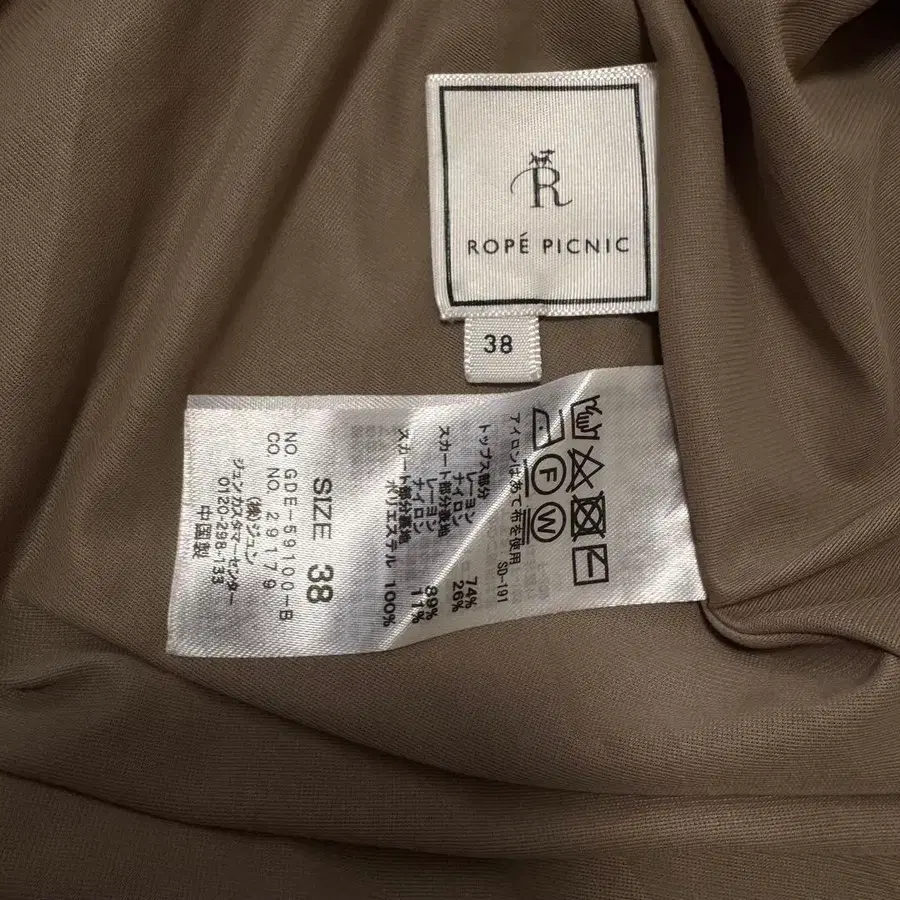 R
ROPÉ PICNIC
38
アイロンはあて布を使用
SD-191
F
W
トップス部分
レーヨン 74%
ナイロン 26%
スカート部分表地
レーヨン 89%
ナイロン 11%
スカート部分裏地
ポリエステル 100%
SIZE 38
NO. GDE-59100-B
CO.NO. 29179
(株)ジュン
ジュンカスタマーセンター
0120-298-133
中国製